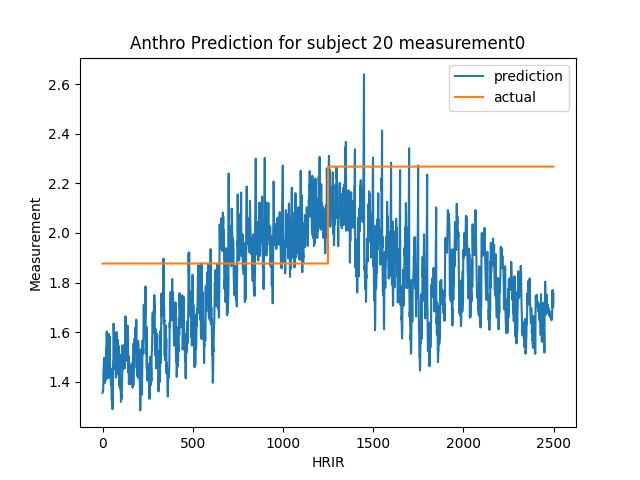 Anthro Prediction for subject 20 measurement0
prediction
actual
Measurement
2.6
2.4
2.2
2.0
1.8
1.6
1.4
0
500
1000
1500
2000
2500
HRIR